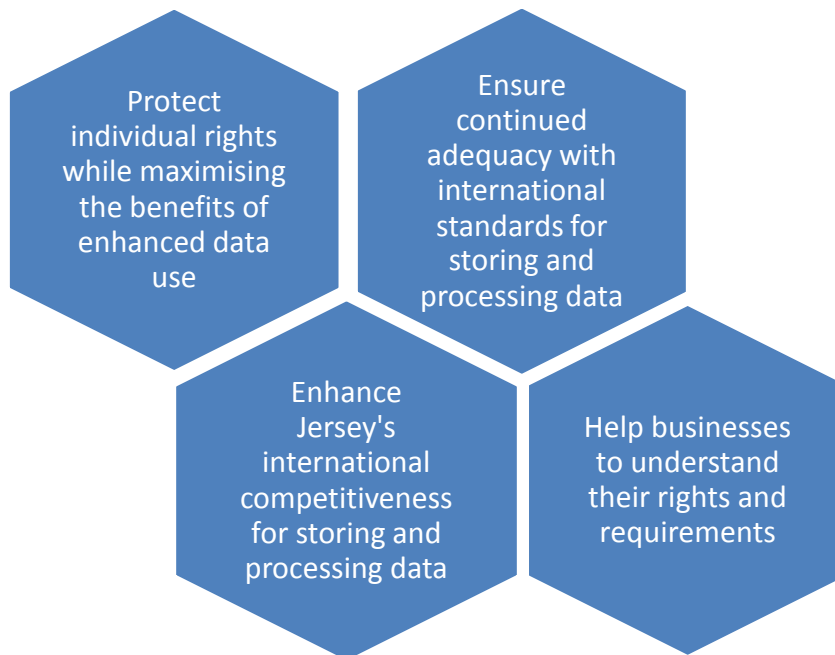 Protect
individual rights
while maximising
the benefits of
enhanced data
use
Ensure
continued
adequacy with
international
standards for
storing and
processing data
Enhance
Jersey's
international
competitiveness
for storing and
processing data
Help businesses
to understand
their rights and
requirements